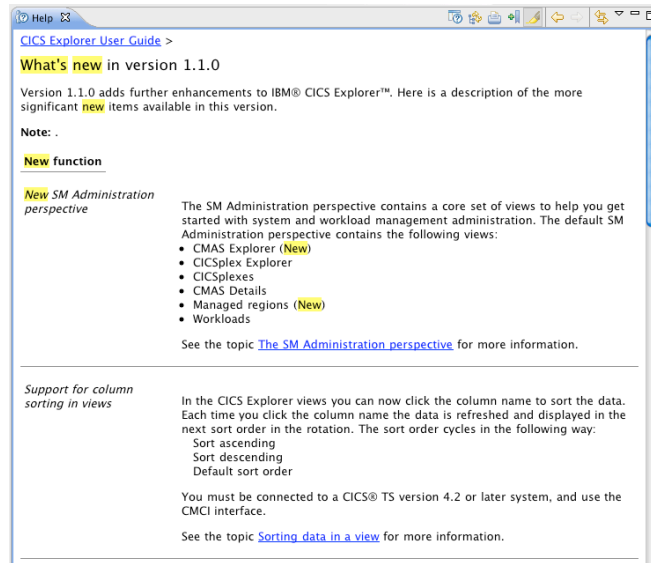 Help
CICS Explorer User Guide >
What's new in version 1.1.0
Version 1.1.0 adds further enhancements to IBM® CICS Explorer™. Here is a description of the more
significant new items available in this version.
Note: .
New function
New SM Administration
perspective
The SM Administration perspective contains a core set of views to help you get
started with system and workload management administration. The default SM
Administration perspective contains the following views:
• CMAS Explorer (New)
• CICSplex Explorer
• CICSplexes
• CMAS Details
• Managed regions (New)
• Workloads
See the topic The SM Administration perspective for more information.
Support for column
sorting in views
In the CICS Explorer views you can now click the column name to sort the data.
Each time you click the column name the data is refreshed and displayed in the
next sort order in the rotation. The sort order cycles in the following way:
Sort ascending
Sort descending
Default sort order
You must be connected to a CICS® TS version 4.2 or later system, and use the
CMCI interface.
See the topic Sorting data in a view for more information.